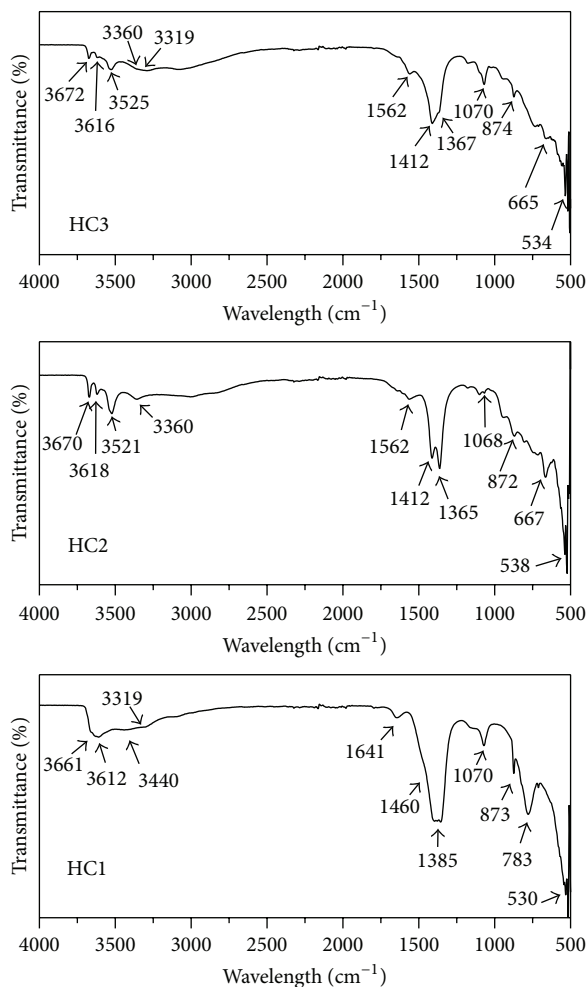 Transmittance (%)
3360
3319
3672
3616
3525
1562
1412
1367
1070
874
665
534
HC3
4000 3500 3000 2500 2000 1500 1000 500
Wavelength (cm⁻¹)
Transmittance (%)
3670
3618
3521
3360
1562
1412
1365
1068
872
667
538
HC2
4000 3500 3000 2500 2000 1500 1000 500
Wavelength (cm⁻¹)
Transmittance (%)
3319
3661
3612
3440
1641
1460
1385
1070
873
783
530
HC1
4000 3500 3000 2500 2000 1500 1000 500
Wavelength (cm⁻¹)